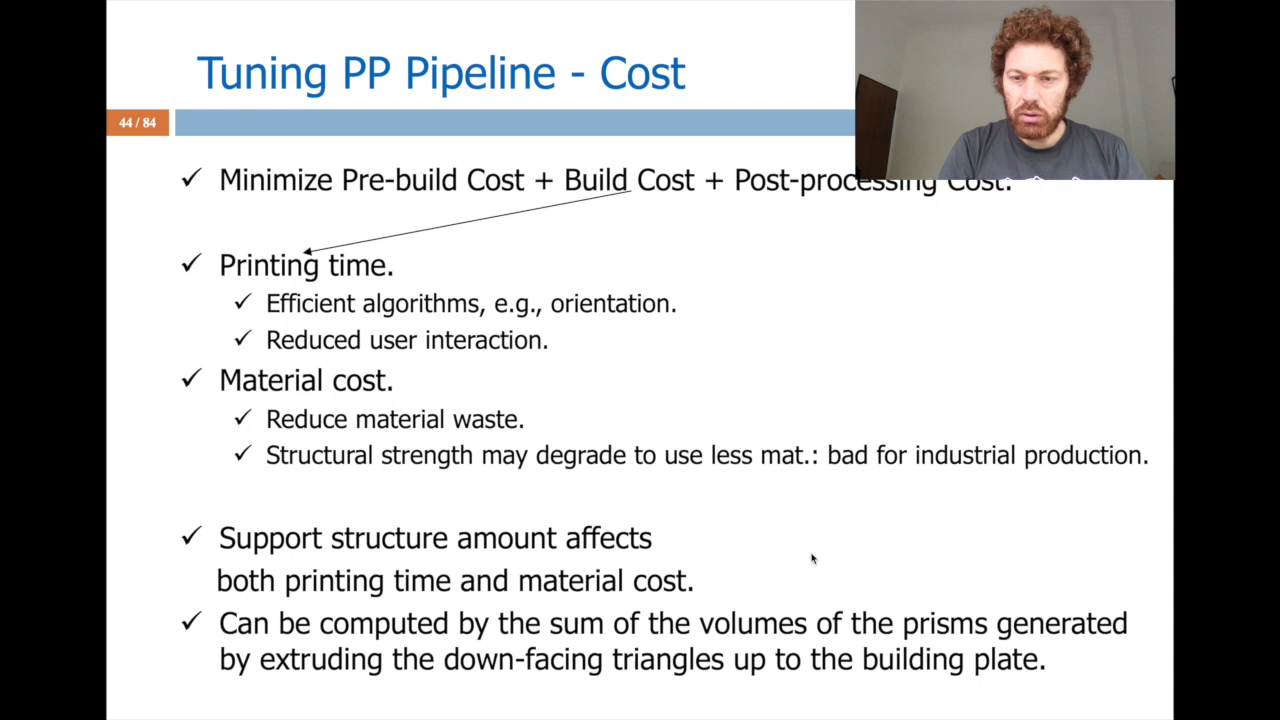 Tuning PP Pipeline - Cost
44 / 84
✓ Minimize Pre-build Cost + Build Cost + Post-processing Cost.
✓ Printing time.
✓ Efficient algorithms, e.g., orientation.
✓ Reduced user interaction.
✓ Material cost.
✓ Reduce material waste.
✓ Structural strength may degrade to use less mat.: bad for industrial production.
✓ Support structure amount affects
both printing time and material cost.
✓ Can be computed by the sum of the volumes of the prisms generated
by extruding the down-facing triangles up to the building plate.